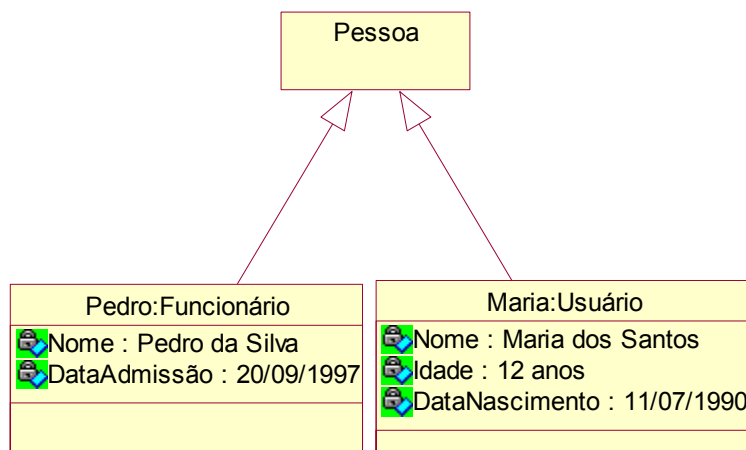 Pessoa
Pedro:Funcionário
Nome : Pedro da Silva
DataAdmissão : 20/09/1997
Maria:Usuário
Nome : Maria dos Santos
Idade : 12 anos
DataNascimento : 11/07/1990